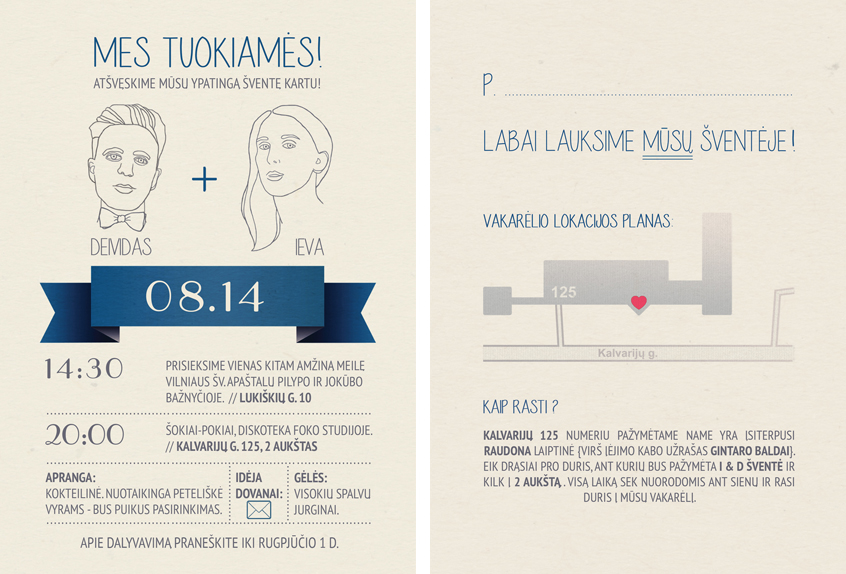 MES TUOKIAMĖS!
ATŠVĘSKIME MŪSŲ YPATINGĄ ŠVENTĘ KARTU!
DEIVIDAS
IEVA
08.14
14:30
PRISIEKSIME VIENAS KITAM AMŽINĄ MEILĘ
VILNIAUS ŠV. APAŠTALŲ PILYPO IR JOKŪBO
BAŽNYČIOJE. // LUKIŠKIŲ G. 10
20:00
ŠOKIAI-POKIAI, DISKOTEKA FOKO STUDIJOJE.
// KALVARIJŲ G. 125, 2 AUKŠTAS
APRANGA:
KOKTEILINĖ. NUOTAIKINGA PETELIŠKĖ
VYRAMS - BUS PUIKUS PASIRINKIMAS.
IDĖJA
DOVANAI:
GĖLĖS:
VISOKIŲ SPALVŲ
JURGINAI.
APIE DALYVAVIMĄ PRANEŠKITE IKI RUGPJŪČIO 1 D.
P. ................
LABAI LAUKSIME MŪSŲ ŠVENTĖJE!
VAKARĖLIO LOKACIJOS PLANAS:
125
Kalvarijų g.
KAIP RASTI ?
KALVARIJŲ 125 NUMERIU PAŽYMĖTAME NAME YRA ĮSITERPUSI
RAUDONA LAIPTINĖ {VIRŠ ĮĖJIMO KABO UŽRAŠAS GINTARO BALDAI}.
EIK DRĄSIAI PRO DURIS, ANT KURIŲ BUS PAŽYMĖTA I & D ŠVENTĖ IR
KILK Į 2 AUKŠTĄ. VISĄ LAIKĄ SEK NUORODOMIS ANT SIENŲ IR RASI
DURIS Į MŪSŲ VAKARĖLĮ.